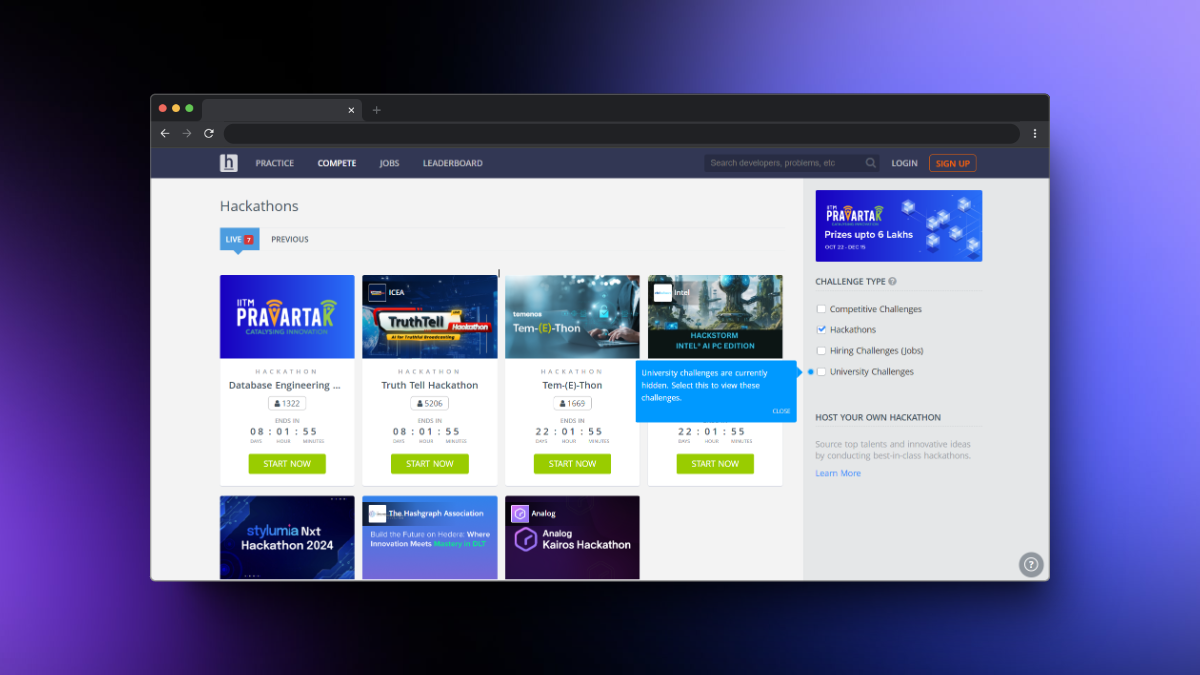 h
PRACTICE
COMPETE
JOBS
LEADERBOARD
Search developers, problems, etc
LOGIN
SIGN UP
Hackathons
LIVE 7
PREVIOUS
IITM
PRAVARTAK
CATALYSING INNOVATION
HACKATHON
Database Engineering ...
1322
ENDS IN
08 : 01 : 55
DAYS HOUR MINUTES
START NOW
ICEA
TruthTell
Hackathon
AI for Truthful Broadcasting
HACKATHON
Truth Tell Hackathon
5206
ENDS IN
08 : 01 : 55
DAYS HOUR MINUTES
START NOW
temenos
Tem-(E)-Thon
HACKATHON
Tem-(E)-Thon
1669
ENDS IN
22 : 01 : 55
DAYS HOUR MINUTES
START NOW
Intel
HACKSTORM
INTEL® AI PC EDITION
University challenges are currently
hidden. Select this to view these
challenges.
CLOSE
22 : 01 : 55
DAYS HOUR MINUTES
START NOW
stylumia Nxt
Hackathon 2024
The Hashgraph Association
Build the Future on Hedera: Where
Innovation Meets Mastery in DLT
Analog
Analog
Kairos Hackathon
IITM
PRAVARTAK
CATALYSING INNOVATION
Prizes upto 6 Lakhs
OCT 22 - DEC 15
CHALLENGE TYPE ?
Competitive Challenges
Hackathons
Hiring Challenges (Jobs)
University Challenges
HOST YOUR OWN HACKATHON
Source top talents and innovative ideas
by conducting best-in-class hackathons.
Learn More
?